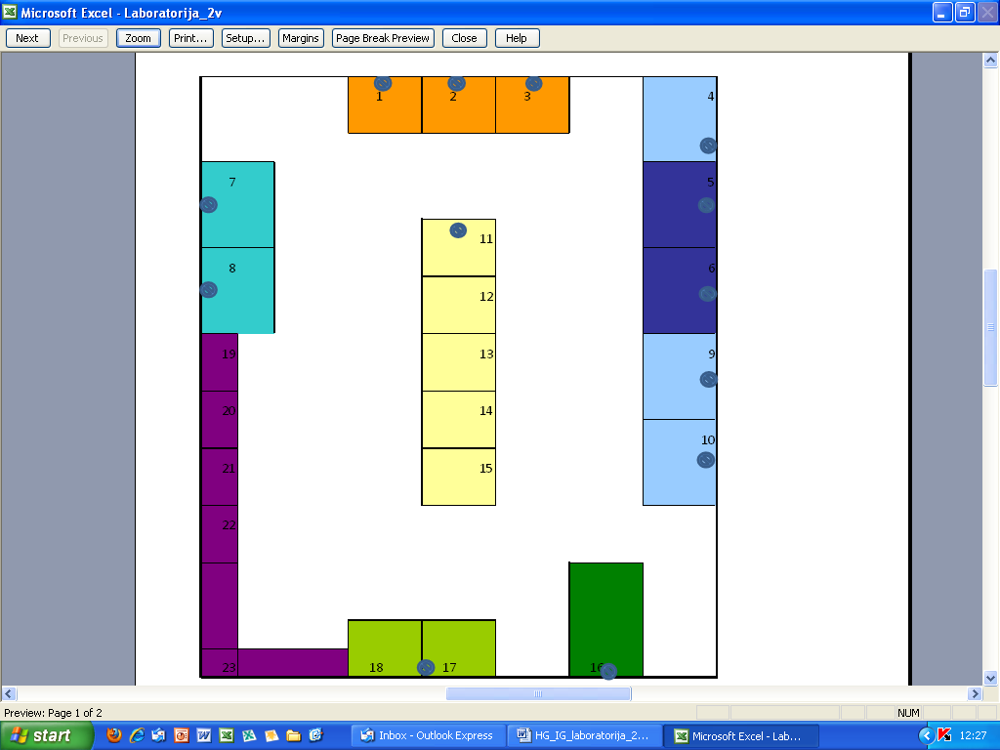 Microsoft Excel - Laboratorija_2v
Next Previous Zoom Print... Setup... Margins Page Break Preview Close Help
1 2 3 4
7 5
11
8 6
12
19 13 9
20 14 10
21 15
22
23 18 17 16
Preview: Page 1 of 2 NUM
start Inbox - Outlook Express HG_IG_laboratorija_2... Microsoft Excel - Lab... 12:27